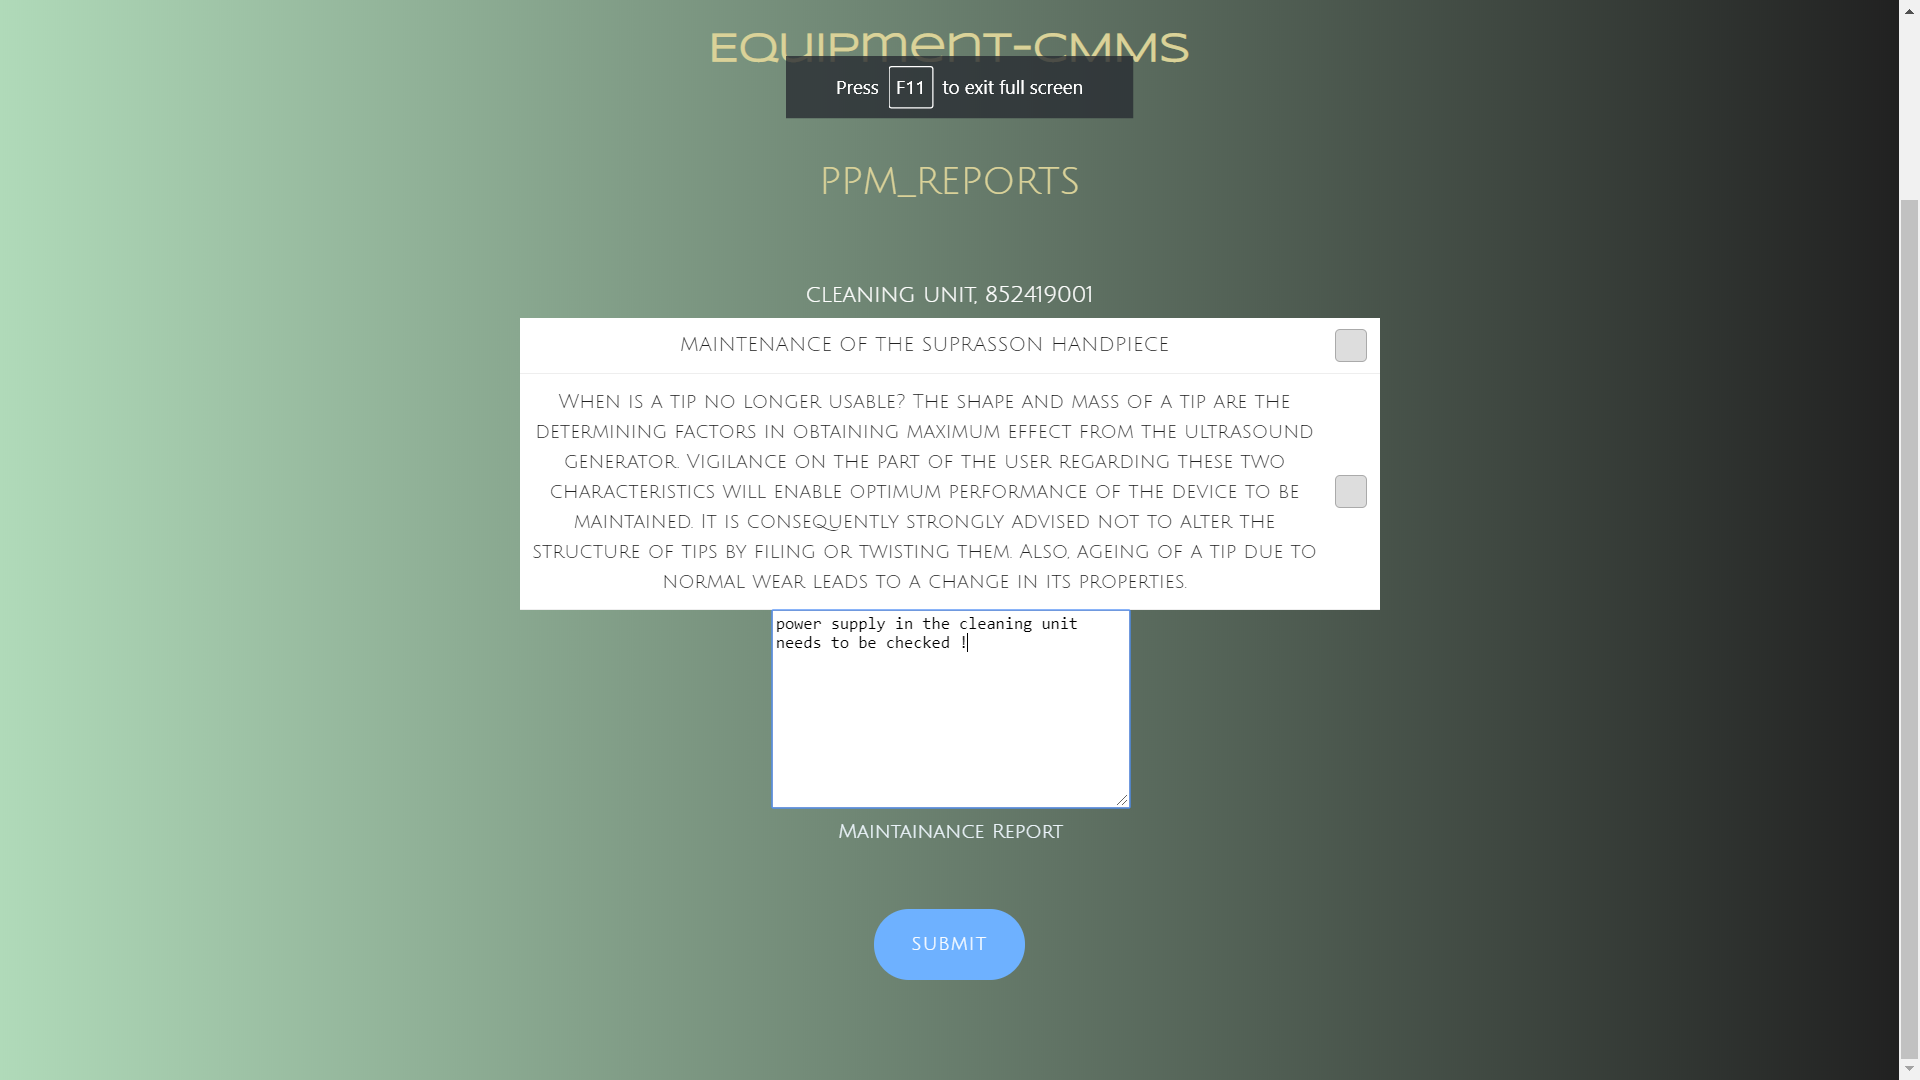 EQUIPMENT-CMMS
Press F11 to exit full screen
PPM_REPORTS
CLEANING UNIT, 852419001
MAINTENANCE OF THE SUPRASSON HANDPIECE
WHEN IS A TIP NO LONGER USABLE? THE SHAPE AND MASS OF A TIP ARE THE
DETERMINING FACTORS IN OBTAINING MAXIMUM EFFECT FROM THE ULTRASOUND
GENERATOR. VIGILANCE ON THE PART OF THE USER REGARDING THESE TWO
CHARACTERISTICS WILL ENABLE OPTIMUM PERFORMANCE OF THE DEVICE TO BE
MAINTAINED. IT IS CONSEQUENTLY STRONGLY ADVISED NOT TO ALTER THE
STRUCTURE OF TIPS BY FILING OR TWISTING THEM. ALSO, AGEING OF A TIP DUE TO
NORMAL WEAR LEADS TO A CHANGE IN ITS PROPERTIES.
power supply in the cleaning unit
needs to be checked !
MAINTAINANCE REPORT
SUBMIT